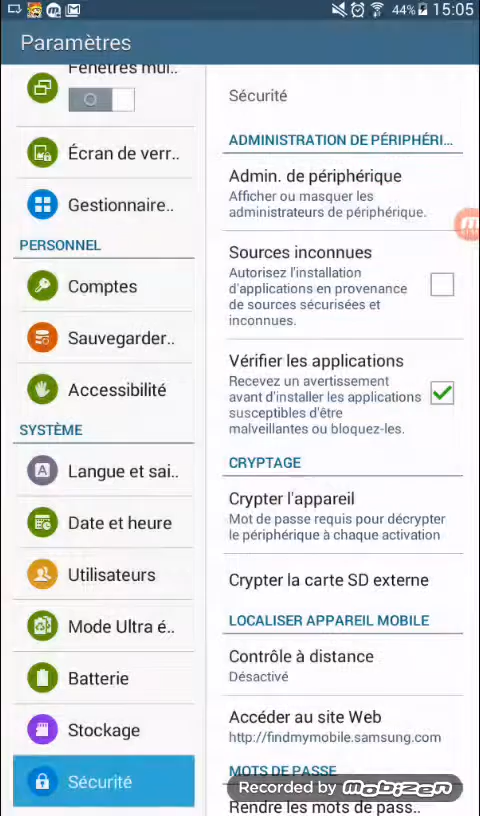 44% 15:05
Paramètres
Fenêtres mul..
Écran de verr..
Gestionnaire..
PERSONNEL
Comptes
Sauvegarder..
Accessibilité
SYSTÈME
Langue et sai..
Date et heure
Utilisateurs
Mode Ultra é..
Batterie
Stockage
Sécurité
Sécurité
ADMINISTRATION DE PÉRIPHÉRI...
Admin. de périphérique
Afficher ou masquer les
administrateurs de périphérique.
Sources inconnues
Autorisez l'installation
d'applications en provenance
de sources sécurisées et
inconnues.
Vérifier les applications
Recevez un avertissement
avant d'installer les applications
susceptibles d'être
malveillantes ou bloquez-les.
CRYPTAGE
Crypter l'appareil
Mot de passe requis pour décrypter
le périphérique à chaque activation
Crypter la carte SD externe
LOCALISER APPAREIL MOBILE
Contrôle à distance
Désactivé
Accéder au site Web
http://findmymobile.samsung.com
MOTS DE PASSE
Recorded by mobizen
Rendre les mots de pass..